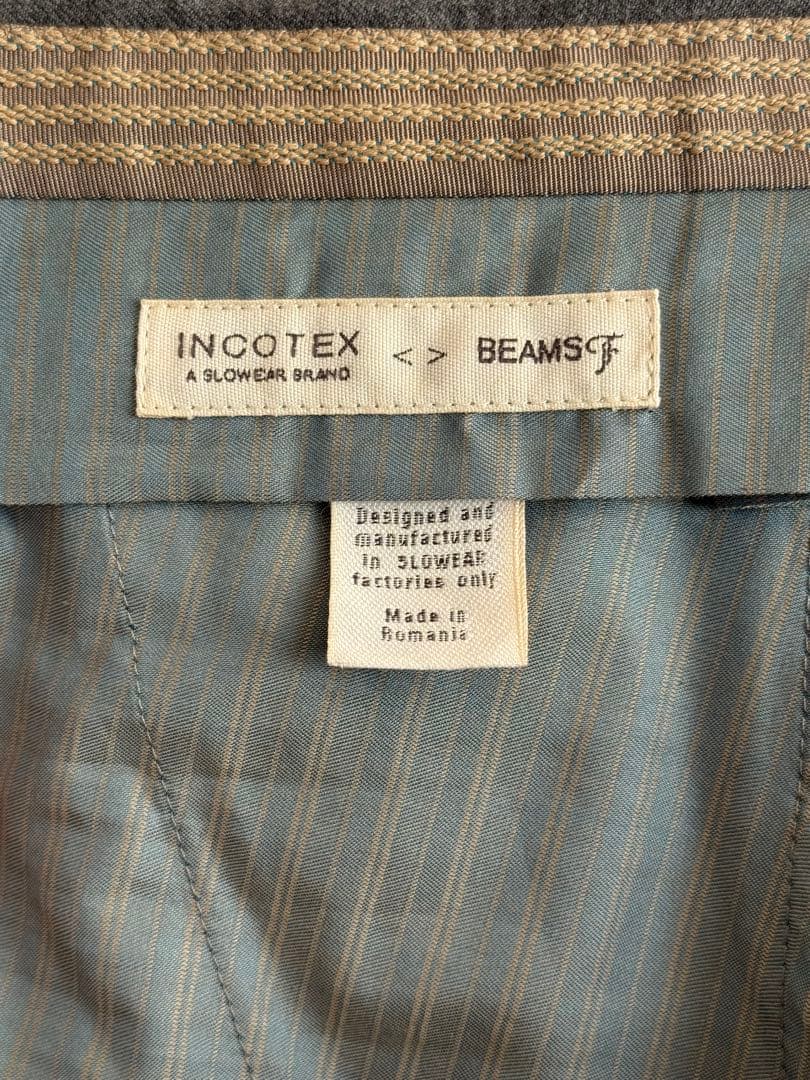 INCOTEX < > BEAMS F
A SLOWEAR BRAND
Designed and
manufactured
in SLOWEAR
factories only
Made in
Romania